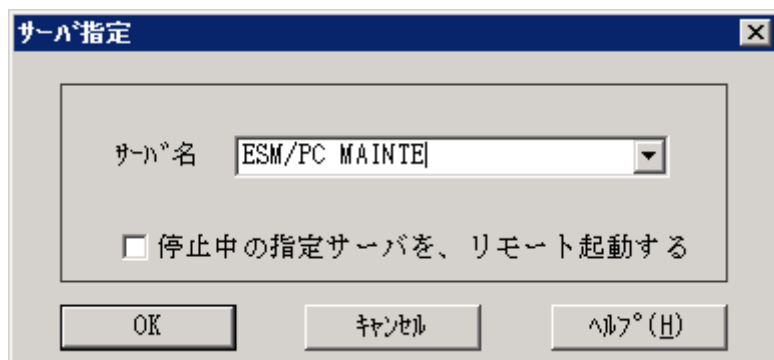 サーバ指定
ｻｰﾊﾞ名 ESM/PC MAINTE
停止中の指定サーバを、リモート起動する
OK ｷｬﾝｾﾙ ﾍﾙﾌﾟ(H)